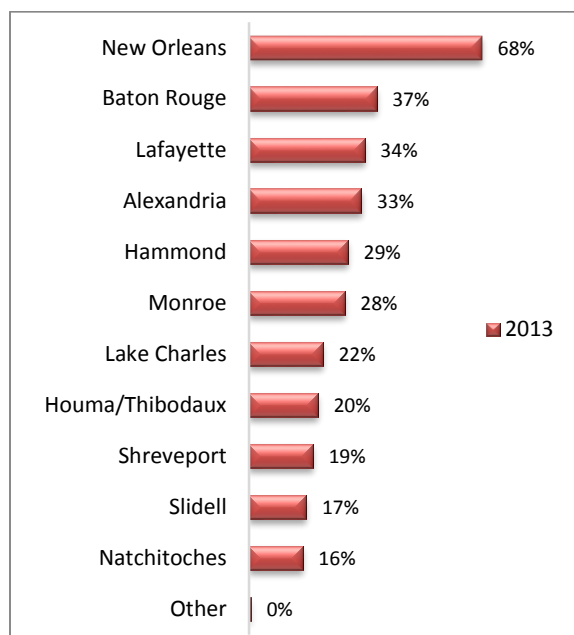 New Orleans 68%
Baton Rouge 37%
Lafayette 34%
Alexandria 33%
Hammond 29%
Monroe 28%
2013
Lake Charles 22%
Houma/Thibodaux 20%
Shreveport 19%
Slidell 17%
Natchitoches 16%
Other 0%